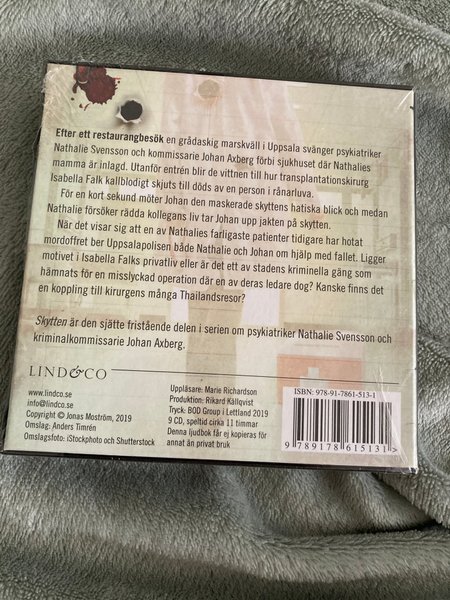 Efter ett restaurangbesök en grådaskig marskväll i Uppsala svänger psykiatriker
Nathalie Svensson och kommissarie Johan Axberg förbi sjukhuset där Nathalies
mamma är inlagd. Utanför entrén blir de vittnen till hur transplantationskirurg
Isabella Falk kallblodigt skjuts till döds av en person i rånarluva.
För en kort sekund möter Johan den maskerade skyttens hatiska blick och medan
Nathalie försöker rädda kollegans liv tar Johan upp jakten på skytten.
När det visar sig att en av Nathalies farligaste patienter tidigare har hotat
mordoffret ber Uppsalapolisen både Nathalie och Johan om hjälp med fallet. Ligger
motivet i Isabella Falks privatliv eller är det ett av stadens kriminella gäng som
hämnats för en misslyckad operation där en av deras ledare dog? Kanske finns det
en koppling till kirurgens många Thailandsresor?
Skytten är den sjätte fristående delen i serien om psykiatriker Nathalie Svensson och
kriminalkommissarie Johan Axberg.
LIND&CO
www.lindco.se
info@lindco.se
Copyright © Jonas Moström, 2019
Omslag: Anders Timrén
Omslagsfoto: iStockphoto och Shutterstock
Uppläsare: Marie Richardson
Produktion: Rikard Källqvist
Tryck: BOD Group i Lettland 2019
9 CD, speltid cirka 11 timmar
Denna ljudbok får ej kopieras för
annat än privat bruk
ISBN: 978-91-7861-513-1
9 789178 615131 >